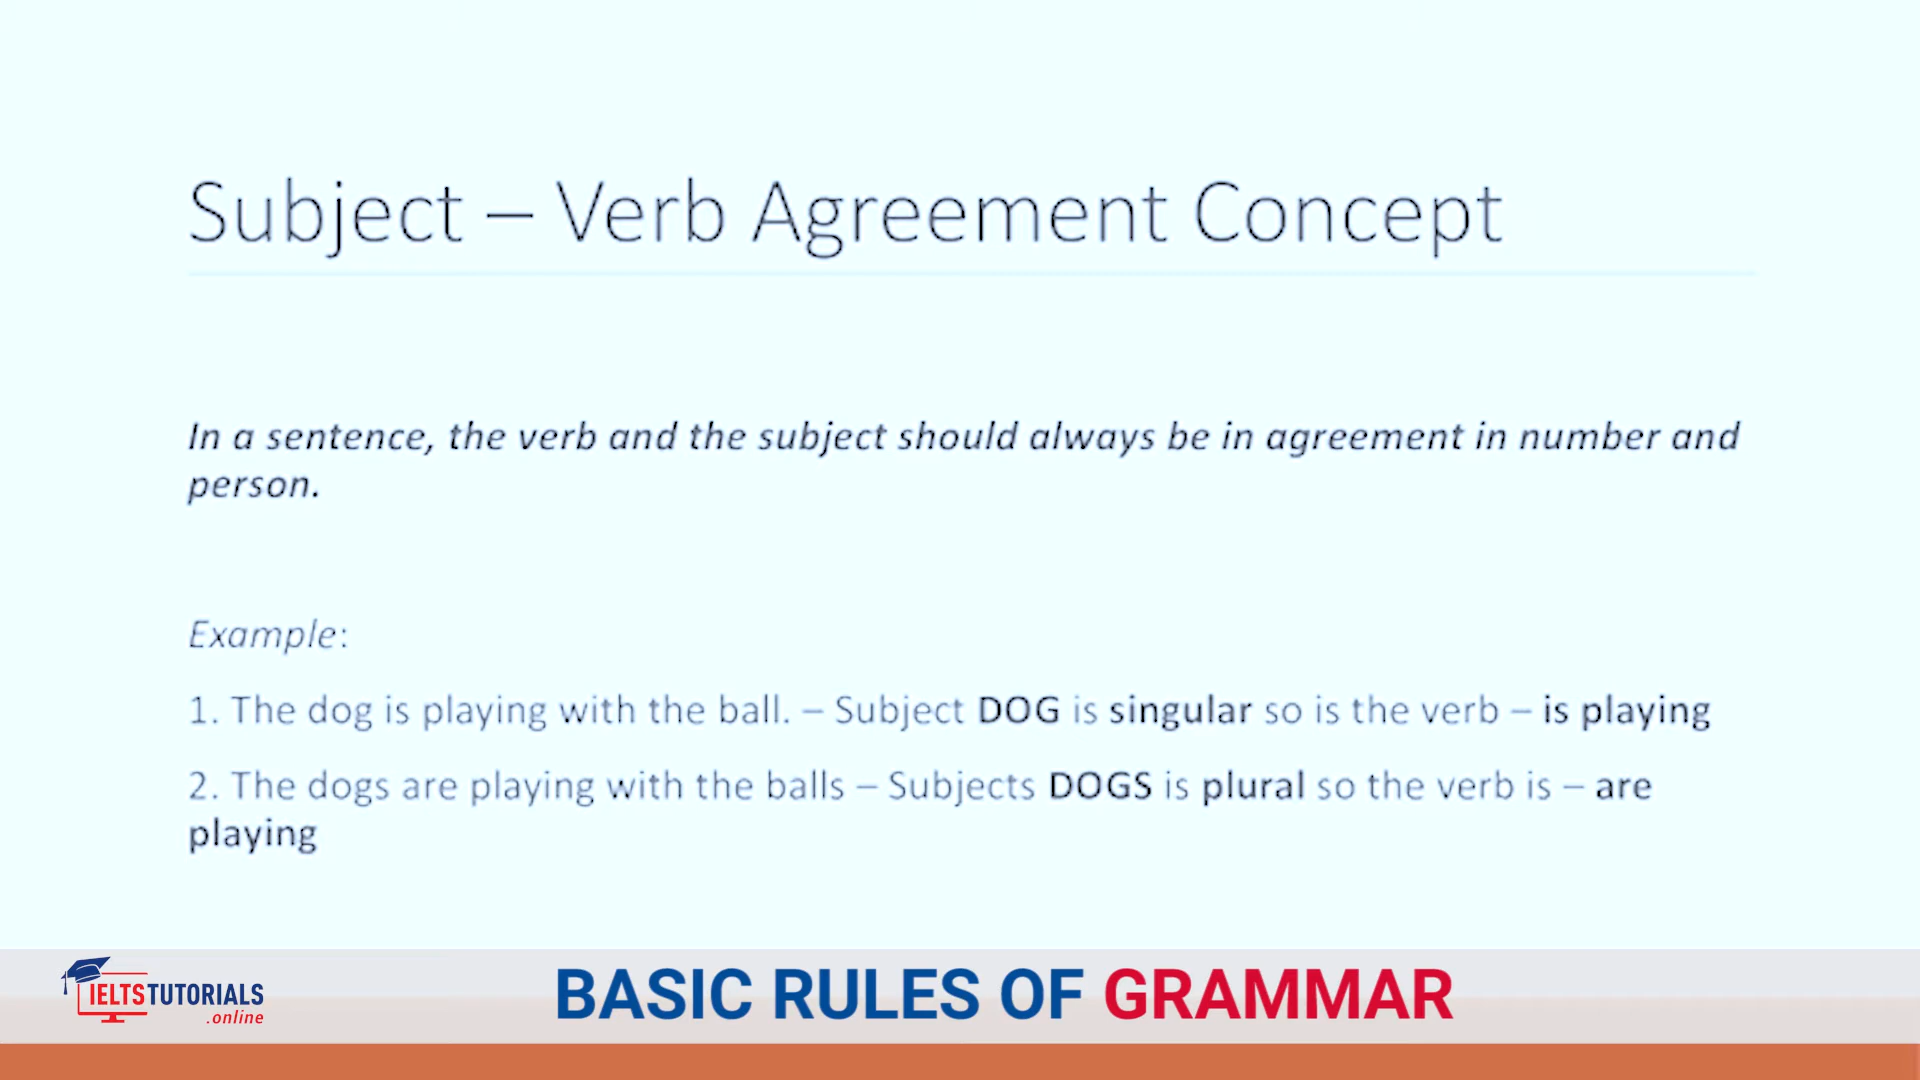 Subject – Verb Agreement Concept
In a sentence, the verb and the subject should always be in agreement in number and
person.
Example:
1. The dog is playing with the ball. – Subject DOG is singular so is the verb – is playing
2. The dogs are playing with the balls – Subjects DOGS is plural so the verb is – are
playing
IELTSTUTORIALS
.online
BASIC RULES OF GRAMMAR